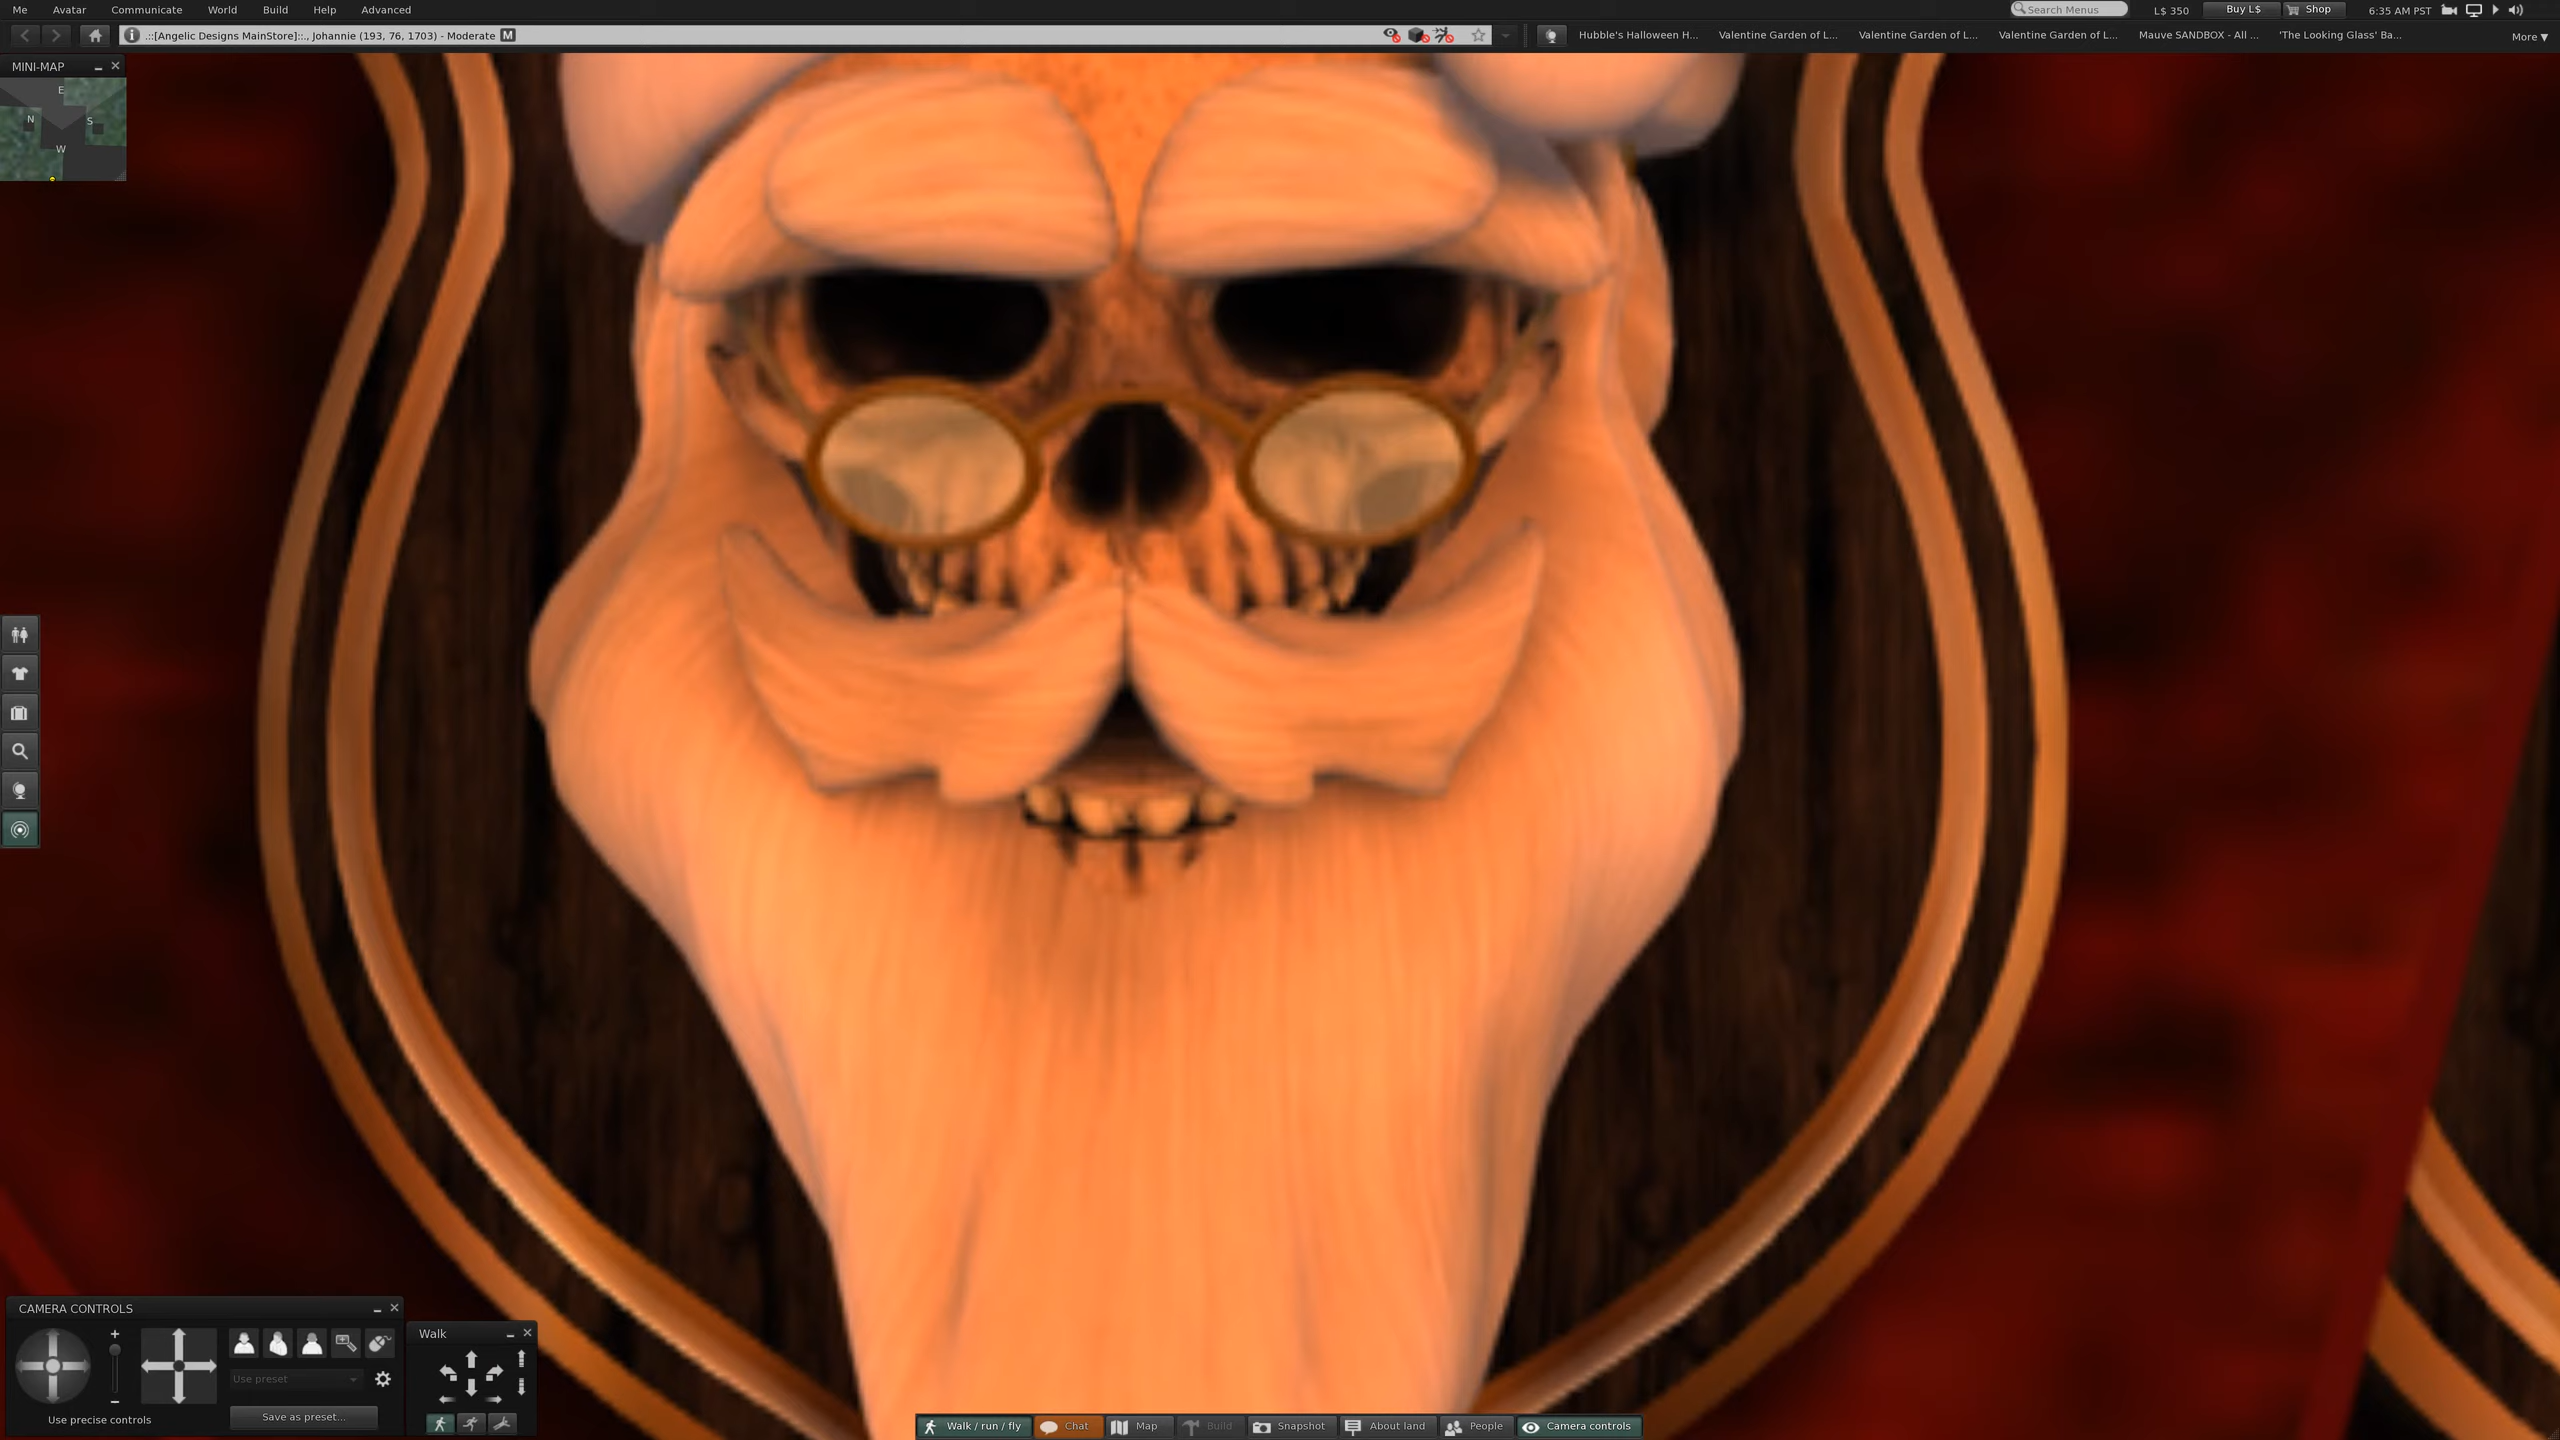 Me Avatar Communicate World Build Help Advanced
Search Menus L$ 350 Buy L$ Shop 6:35 AM PST
.::[Angelic Designs MainStore]::., Johannie (193, 76, 1703) - Moderate M
Hubble's Halloween H... Valentine Garden of L... Valentine Garden of L... Valentine Garden of L... Mauve SANDBOX - All ... 'The Looking Glass' Ba... More ▼
MINI-MAP
E
N S
W
CAMERA CONTROLS
Use preset
Use precise controls
Save as preset...
Walk
Walk / run / fly Chat Map Build Snapshot About land People Camera controls